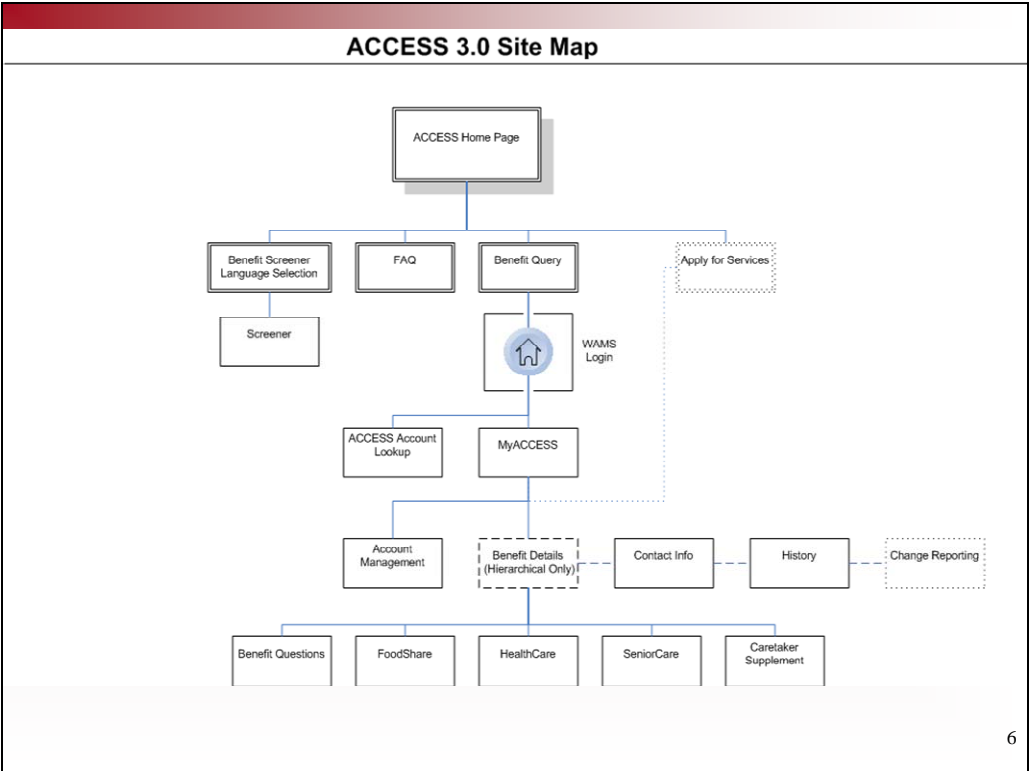 ACCESS 3.0 Site Map
ACCESS Home Page
Benefit Screener
Language Selection
FAQ
Benefit Query
Apply for Services
Screener
WAMS
Login
ACCESS Account
Lookup
MyACCESS
Account
Management
Benefit Details
(Hierarchical Only)
Contact Info
History
Change Reporting
Benefit Questions
FoodShare
HealthCare
SeniorCare
Caretaker
Supplement
6